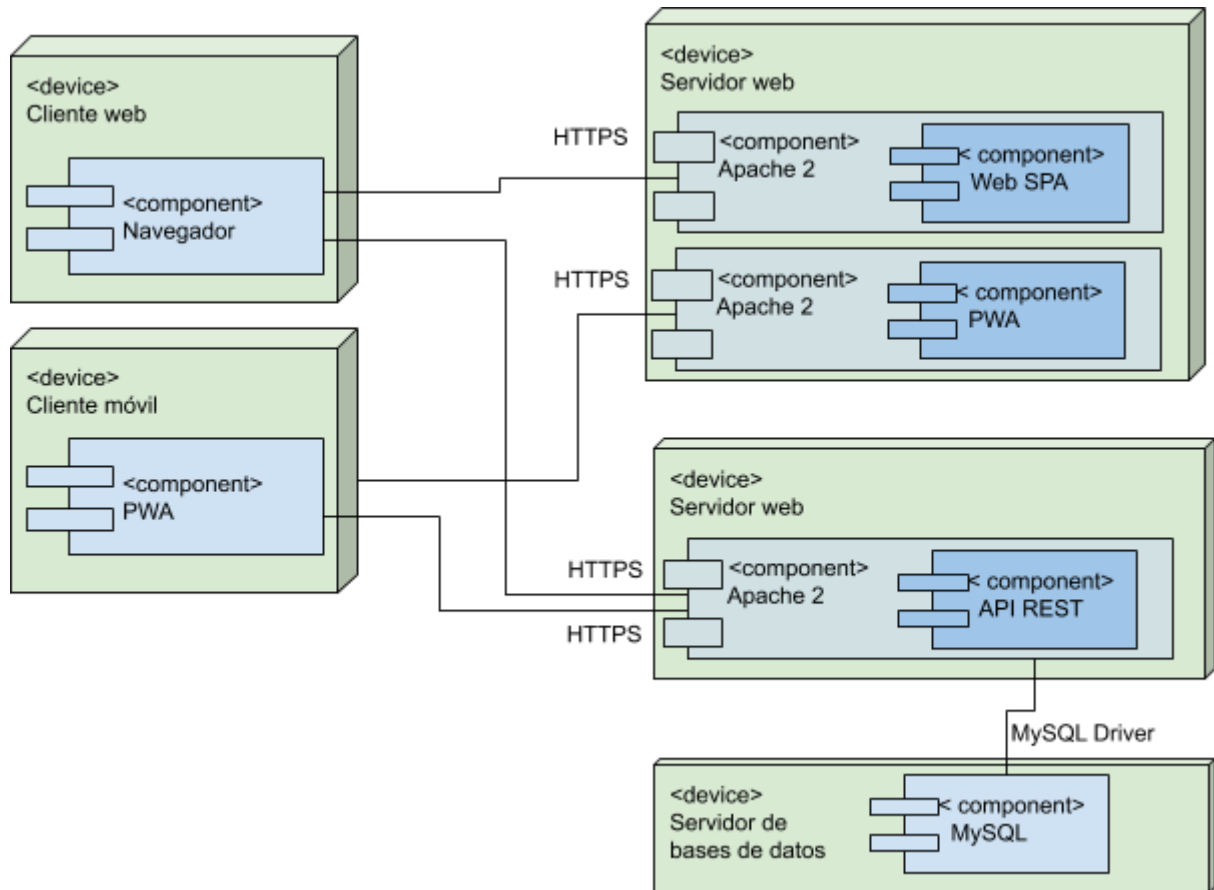 <device>
Cliente web
<component>
Navegador
<device>
Cliente móvil
<component>
PWA
<device>
Servidor web
HTTPS
<component>
Apache 2
< component>
Web SPA
HTTPS
<component>
Apache 2
< component>
PWA
<device>
Servidor web
HTTPS
<component>
Apache 2
< component>
API REST
HTTPS
MySQL Driver
<device>
Servidor de
bases de datos
< component>
MySQL